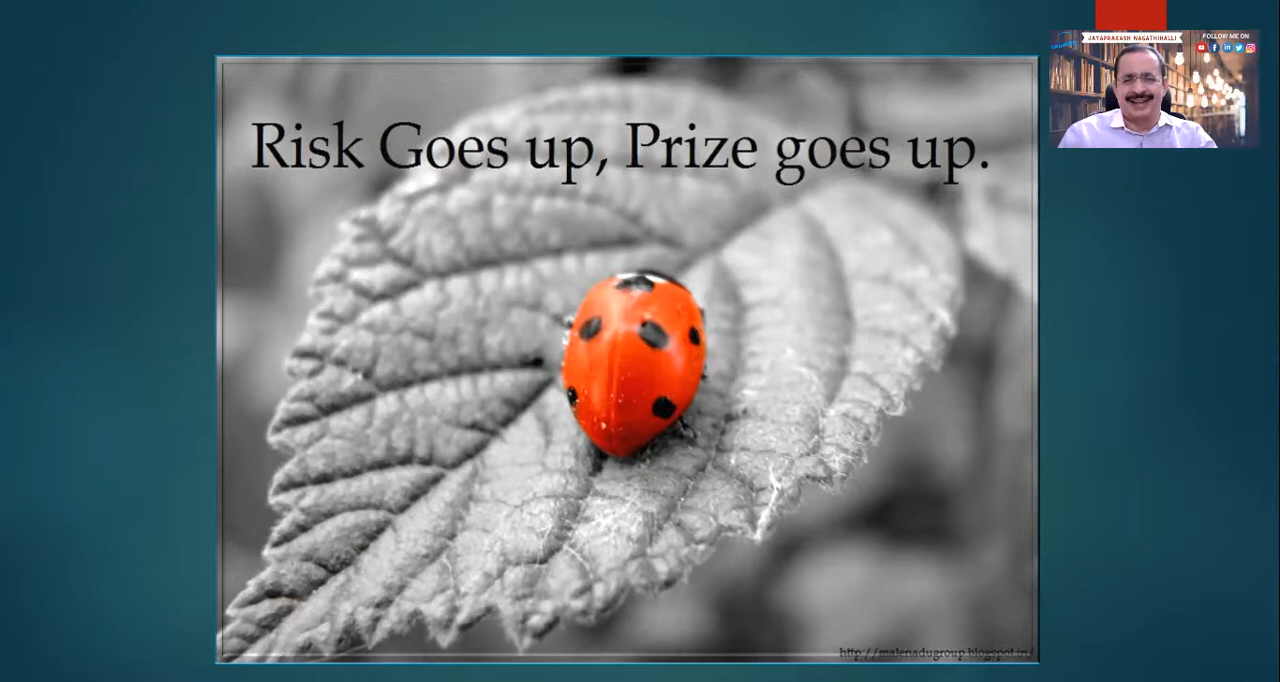 Risk Goes up, Prize goes up.
JAYAPRAKASH NAGATHIHALLI
FOLLOW ME ON
http://malenadugroup.blogspot.in/